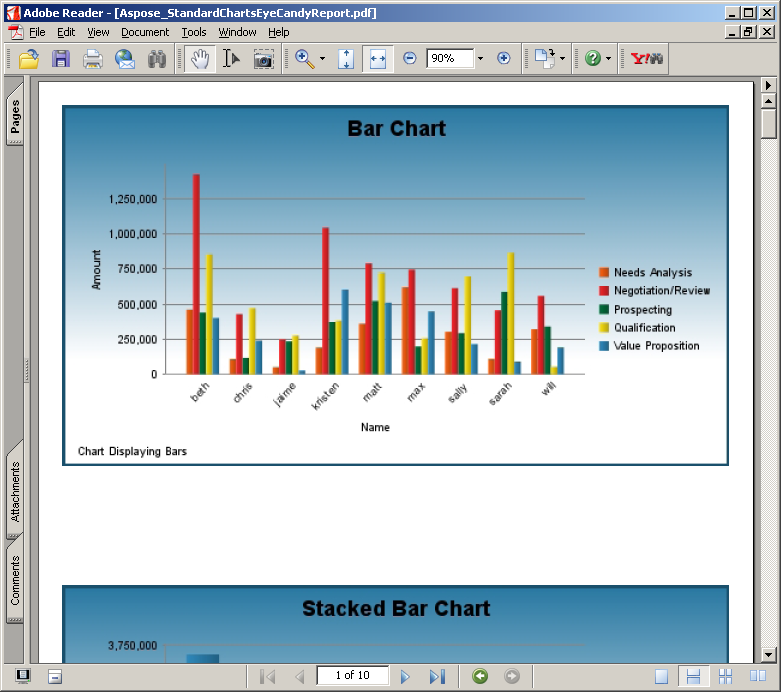 Adobe Reader - [Aspose_StandardChartsEyeCandyReport.pdf]
File Edit View Document Tools Window Help
90%
Y!
Pages
Attachments
Comments
Bar Chart
Amount
1,250,000
1,000,000
750,000
500,000
250,000
0
beth chris jaime kristen matt max sally sarah will
Name
Needs Analysis
Negotiation/Review
Prospecting
Qualification
Value Proposition
Chart Displaying Bars
Stacked Bar Chart
3,750,000
1 of 10